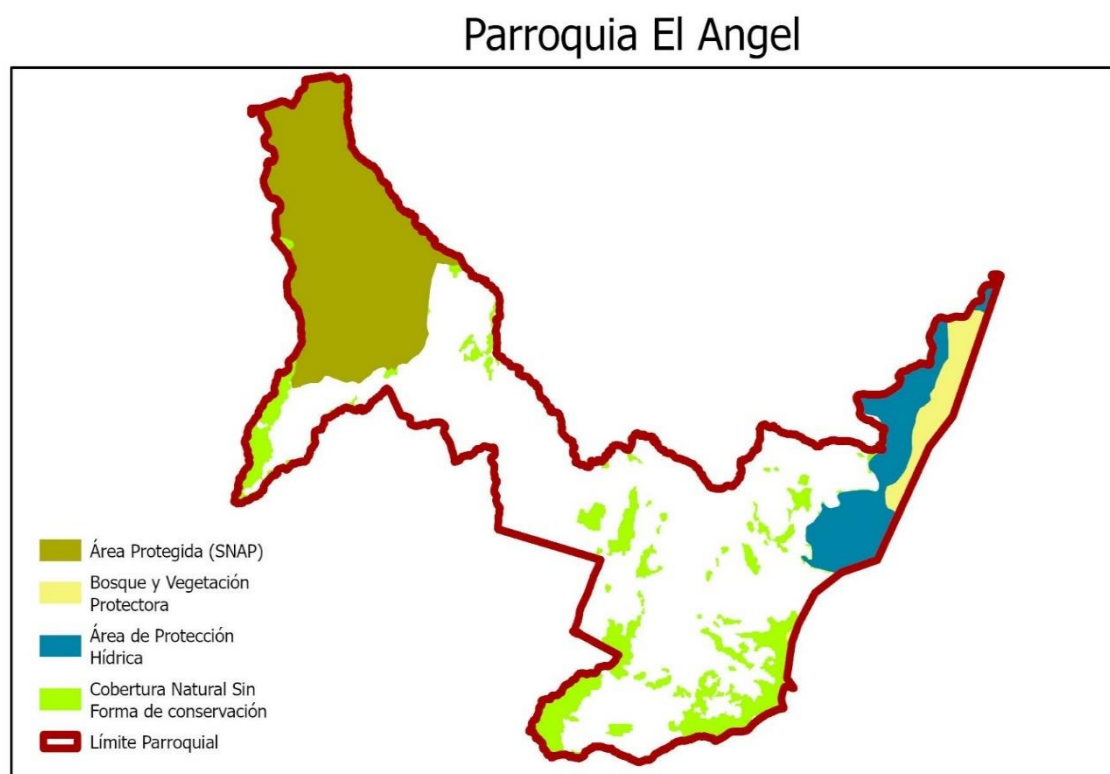 Parroquia El Angel
Área Protegida (SNAP)
Bosque y Vegetación
Protectora
Área de Protección
Hídrica
Cobertura Natural Sin
Forma de conservación
Límite Parroquial